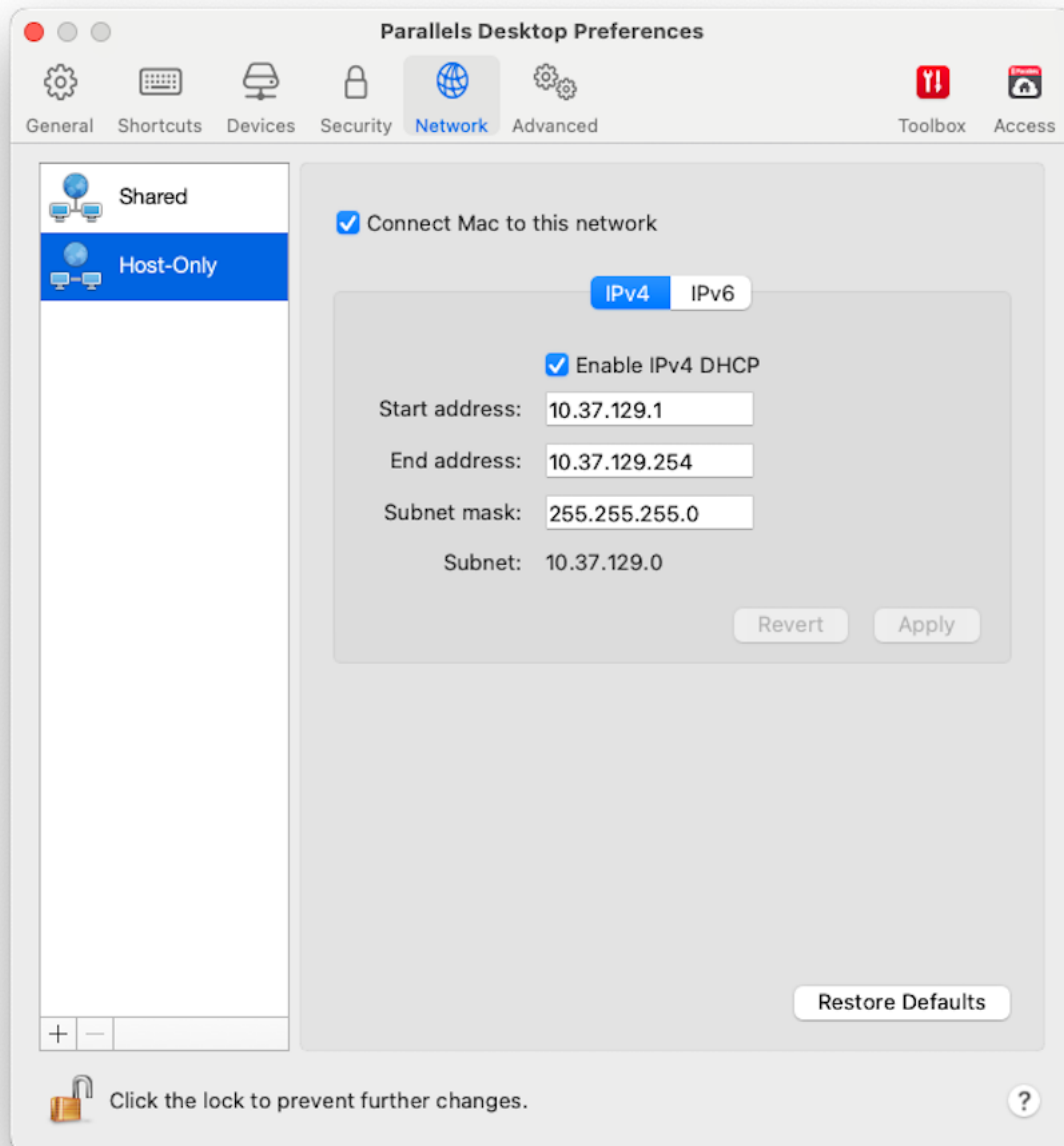 Parallels Desktop Preferences
General Shortcuts Devices Security Network Advanced Toolbox Access
Shared
Host-Only
Connect Mac to this network
IPv4 IPv6
Enable IPv4 DHCP
Start address: 10.37.129.1
End address: 10.37.129.254
Subnet mask: 255.255.255.0
Subnet: 10.37.129.0
Revert Apply
Restore Defaults
+ −
Click the lock to prevent further changes. ?